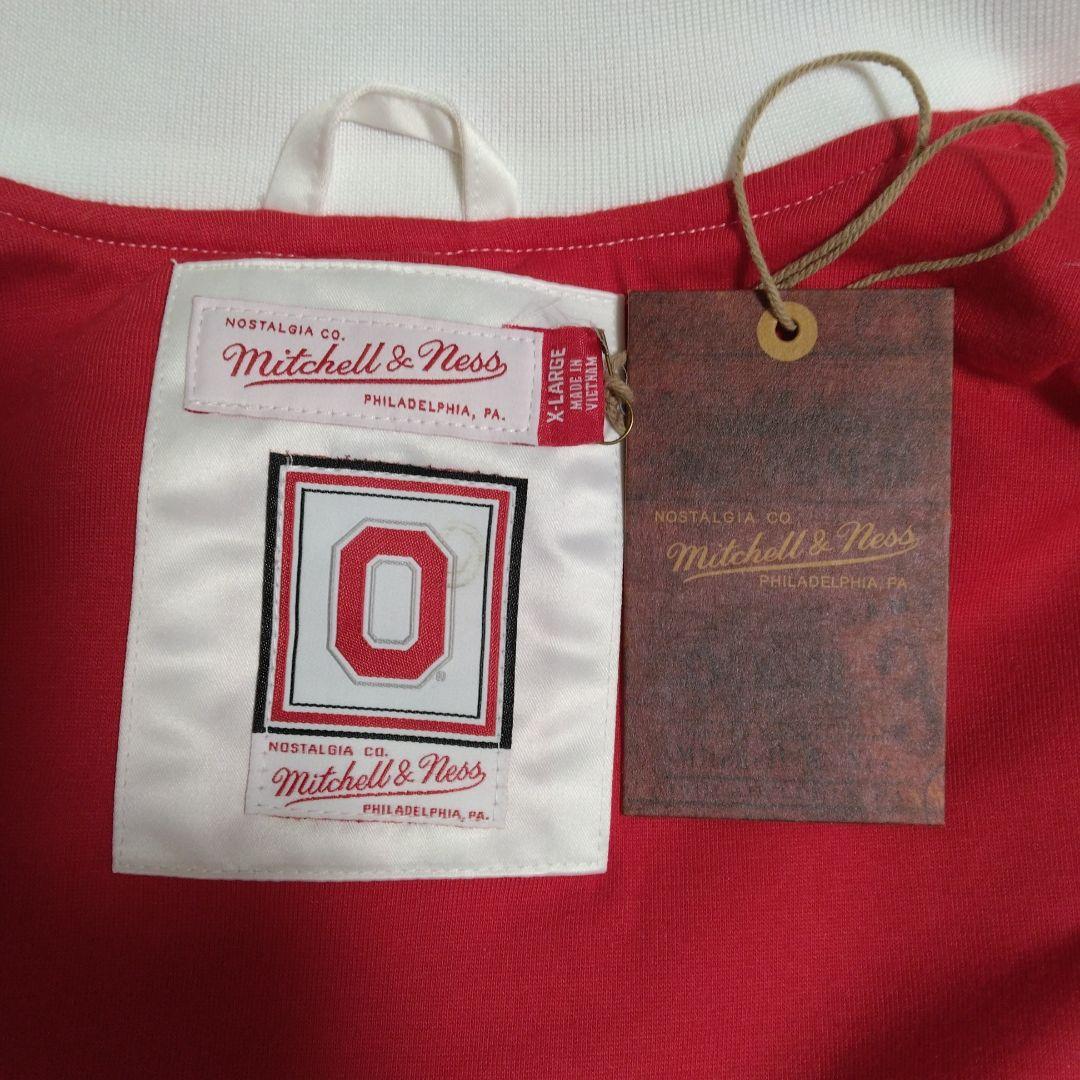 NOSTALGIA CO.
Mitchell & Ness
PHILADELPHIA, PA.
X-LARGE
MADE IN
VIETNAM
O
®
NOSTALGIA CO.
Mitchell & Ness
PHILADELPHIA, PA.
NOSTALGIA CO.
Mitchell & Ness
PHILADELPHIA, PA